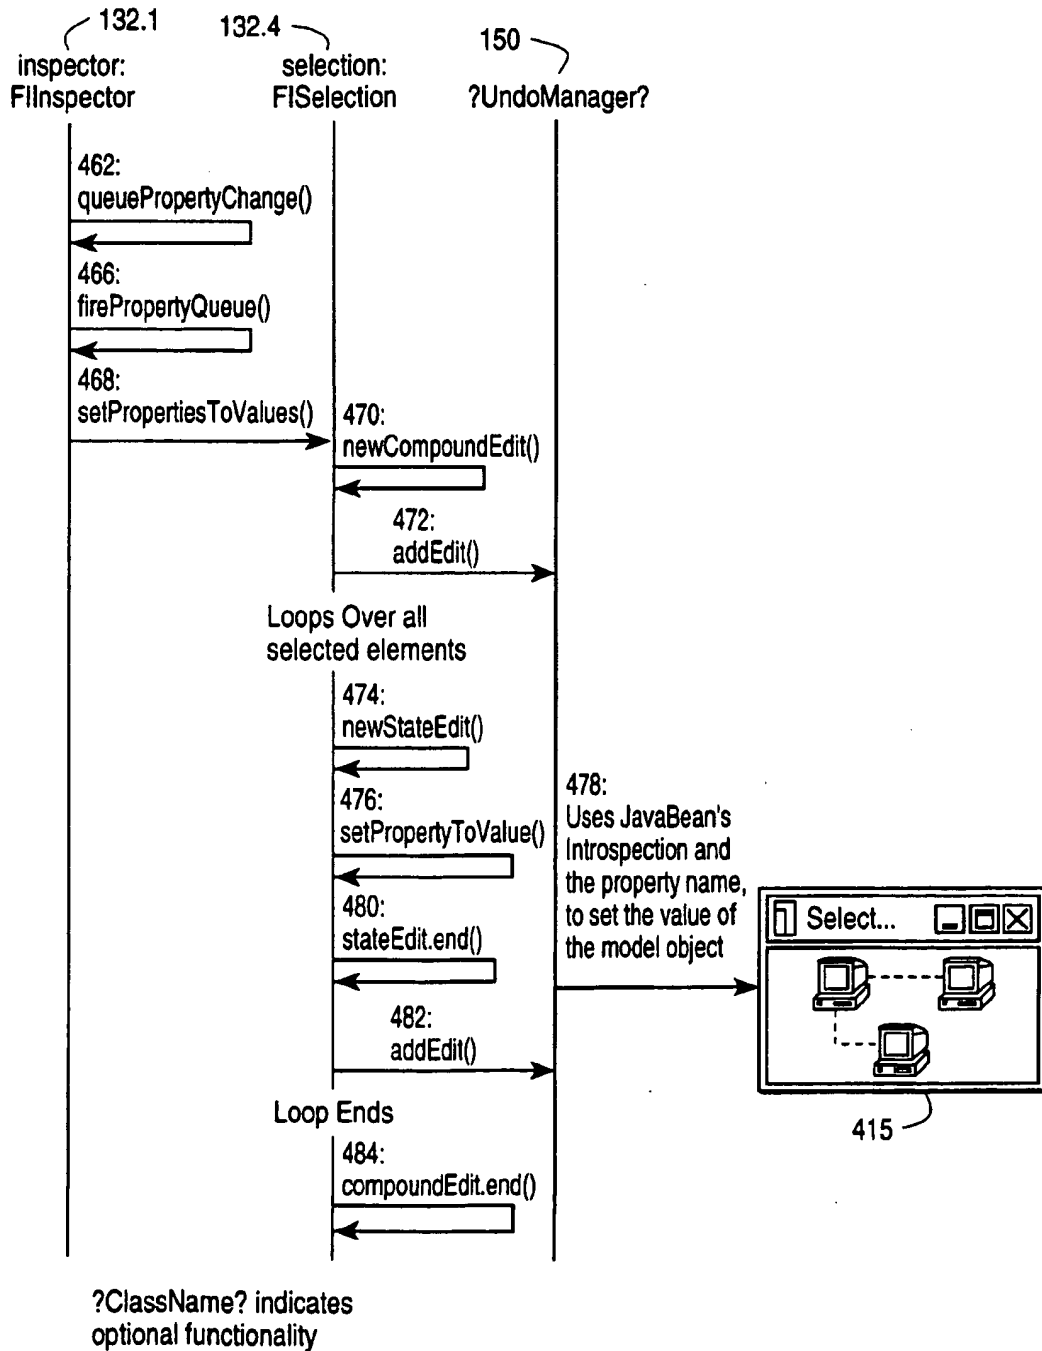 132.1
132.4
150
inspector:
FIInspector
selection:
FISelection
?UndoManager?
462:
queuePropertyChange()
466:
firePropertyQueue()
468:
setPropertiesToValues()
470:
newCompoundEdit()
472:
addEdit()
Loops Over all
selected elements
474:
newStateEdit()
476:
setPropertyToValue()
478:
Uses JavaBean's
Introspection and
the property name,
to set the value of
the model object
Select...
480:
stateEdit.end()
482:
addEdit()
415
Loop Ends
484:
compoundEdit.end()
?ClassName? indicates
optional functionality